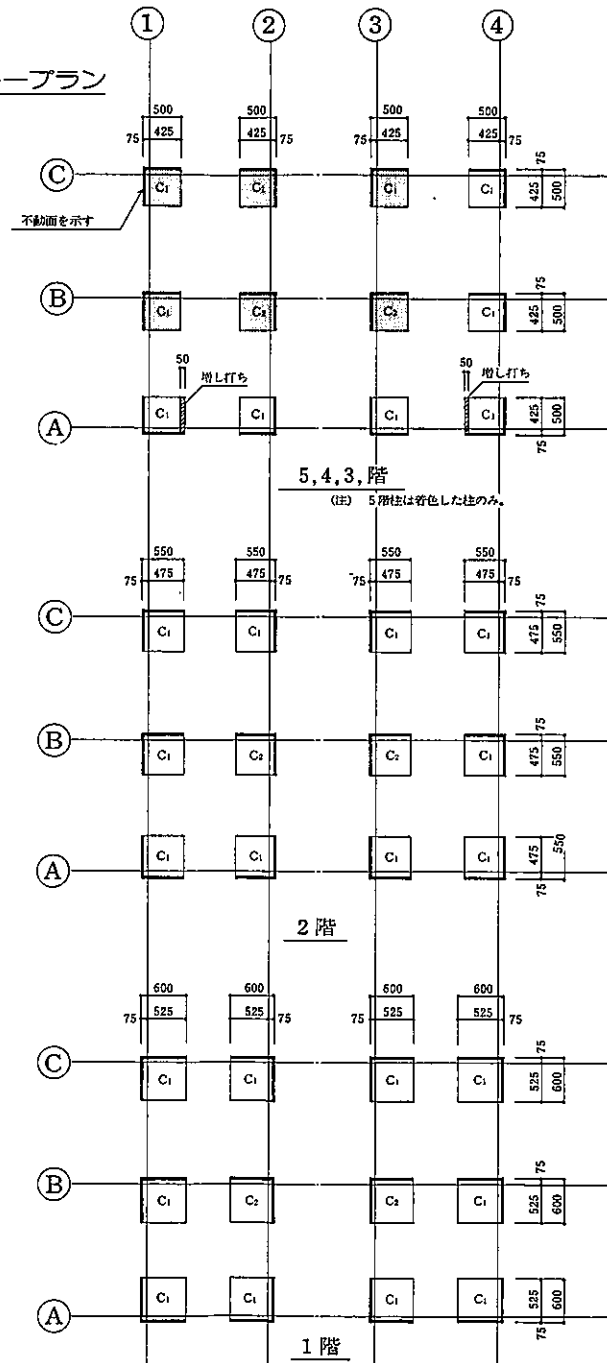 ① ② ③ ④
ープラン
500 500 500 500
75 425 425 75 75 425 425 75
Ⓒ C₁ C₁ C₁ C₁ 75 425 500
不動面を示す
Ⓑ C₁ C₂ C₂ C₁ 75 425 500
50 増し打ち 増し打ち
Ⓐ C₁ C₁ C₁ C₁ 425 500 75
5,4,3,階
(注) 5階柱は着色した柱のみ。
550 550 550 550
75 475 475 75 75 475 475 75
Ⓒ C₁ C₁ C₁ C₁ 75 475 550
Ⓑ C₁ C₂ C₂ C₁ 75 475 550
Ⓐ C₁ C₁ C₁ C₁ 475 550 75
2階
600 600 600 600
75 525 525 75 75 525 525 75
Ⓒ C₁ C₁ C₁ C₁ 75 525 600
Ⓑ C₁ C₂ C₂ C₁ 75 525 600
Ⓐ C₁ C₁ C₁ C₁ 525 600 75
1階